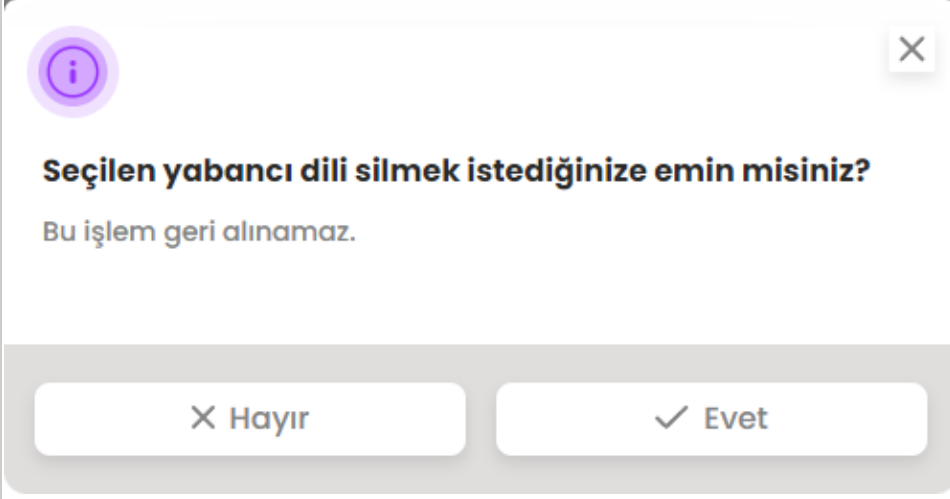 Seçilen yabancı dili silmek istediğinize emin misiniz?
Bu işlem geri alınamaz.
Hayır
Evet